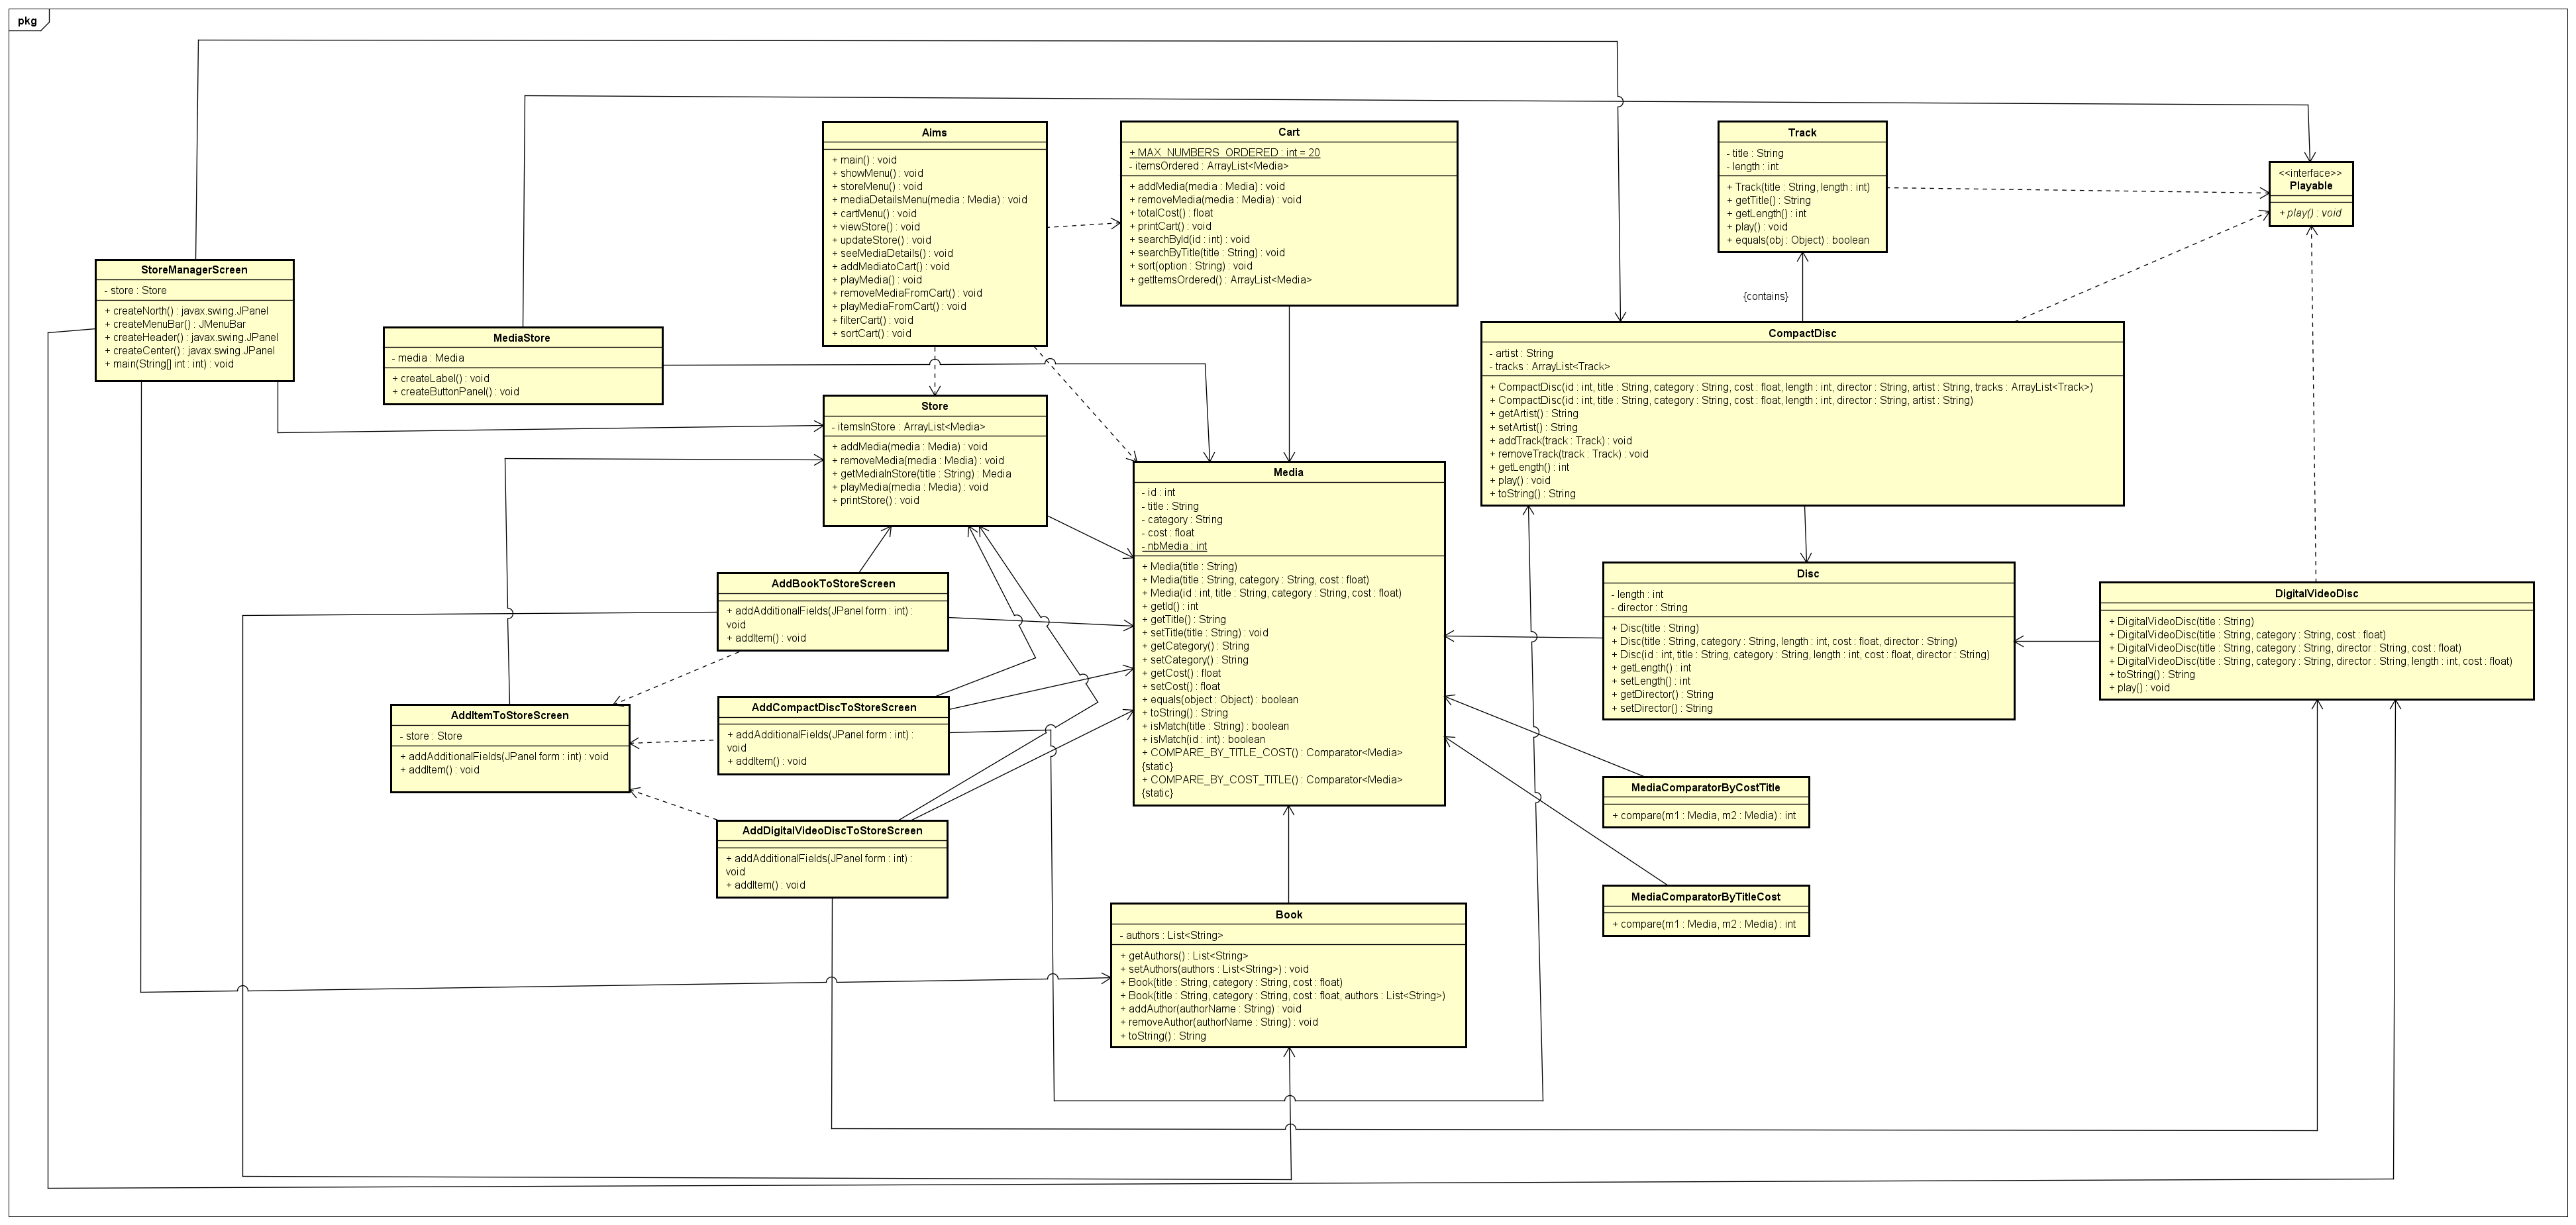 pkg
Aims
+ main() : void
+ showMenu() : void
+ storeMenu() : void
+ mediaDetailsMenu(media : Media) : void
+ cartMenu() : void
+ viewStore() : void
+ updateStore() : void
+ seeMediaDetails() : void
+ addMediatoCart() : void
+ playMedia() : void
+ removeMediaFromCart() : void
+ playMediaFromCart() : void
+ filterCart() : void
+ sortCart() : void
Cart
+ MAX_NUMBERS_ORDERED : int = 20
- itemsOrdered : ArrayList<Media>
+ addMedia(media : Media) : void
+ removeMedia(media : Media) : void
+ totalCost() : float
+ printCart() : void
+ searchById(id : int) : void
+ searchByTitle(title : String) : void
+ sort(option : String) : void
+ getItemsOrdered() : ArrayList<Media>
Track
- title : String
- length : int
+ Track(title : String, length : int)
+ getTitle() : String
+ getLength() : int
+ play() : void
+ equals(obj : Object) : boolean
<<interface>>
Playable
+ play() : void
StoreManagerScreen
- store : Store
+ createNorth() : javax.swing.JPanel
+ createMenuBar() : JMenuBar
+ createHeader() : javax.swing.JPanel
+ createCenter() : javax.swing.JPanel
+ main(String[] int : int) : void
{contains}
MediaStore
- media : Media
+ createLabel() : void
+ createButtonPanel() : void
CompactDisc
- artist : String
- tracks : ArrayList<Track>
+ CompactDisc(id : int, title : String, category : String, cost : float, length : int, director : String, artist : String, tracks : ArrayList<Track>)
+ CompactDisc(id : int, title : String, category : String, cost : float, length : int, director : String, artist : String)
+ getArtist() : String
+ setArtist() : String
+ addTrack(track : Track) : void
+ removeTrack(track : Track) : void
+ getLength() : int
+ play() : void
+ toString() : String
Store
- itemsInStore : ArrayList<Media>
+ addMedia(media : Media) : void
+ removeMedia(media : Media) : void
+ getMediaInStore(title : String) : Media
+ playMedia(media : Media) : void
+ printStore() : void
Media
- id : int
- title : String
- category : String
- cost : float
- nbMedia : int
+ Media(title : String)
+ Media(title : String, category : String, cost : float)
+ Media(id : int, title : String, category : String, cost : float)
+ getId() : int
+ getTitle() : String
+ setTitle(title : String) : void
+ getCategory() : String
+ setCategory() : String
+ getCost() : float
+ setCost() : float
+ equals(object : Object) : boolean
+ toString() : String
+ isMatch(title : String) : boolean
+ isMatch(id : int) : boolean
+ COMPARE_BY_TITLE_COST() : Comparator<Media>
{static}
+ COMPARE_BY_COST_TITLE() : Comparator<Media>
{static}
Disc
- length : int
- director : String
+ Disc(title : String)
+ Disc(title : String, category : String, length : int, cost : float, director : String)
+ Disc(id : int, title : String, category : String, length : int, cost : float, director : String)
+ getLength() : int
+ setLength() : int
+ getDirector() : String
+ setDirector() : String
DigitalVideoDisc
+ DigitalVideoDisc(title : String)
+ DigitalVideoDisc(title : String, category : String, cost : float)
+ DigitalVideoDisc(title : String, category : String, director : String, cost : float)
+ DigitalVideoDisc(title : String, category : String, director : String, length : int, cost : float)
+ toString() : String
+ play() : void
AddBookToStoreScreen
+ addAdditionalFields(JPanel form : int) :
void
+ addItem() : void
AddItemToStoreScreen
- store : Store
+ addAdditionalFields(JPanel form : int) : void
+ addItem() : void
AddCompactDiscToStoreScreen
+ addAdditionalFields(JPanel form : int) :
void
+ addItem() : void
AddDigitalVideoDiscToStoreScreen
+ addAdditionalFields(JPanel form : int) :
void
+ addItem() : void
MediaComparatorByCostTitle
+ compare(m1 : Media, m2 : Media) : int
MediaComparatorByTitleCost
+ compare(m1 : Media, m2 : Media) : int
Book
- authors : List<String>
+ getAuthors() : List<String>
+ setAuthors(authors : List<String>) : void
+ Book(title : String, category : String, cost : float)
+ Book(title : String, category : String, cost : float, authors : List<String>)
+ addAuthor(authorName : String) : void
+ removeAuthor(authorName : String) : void
+ toString() : String